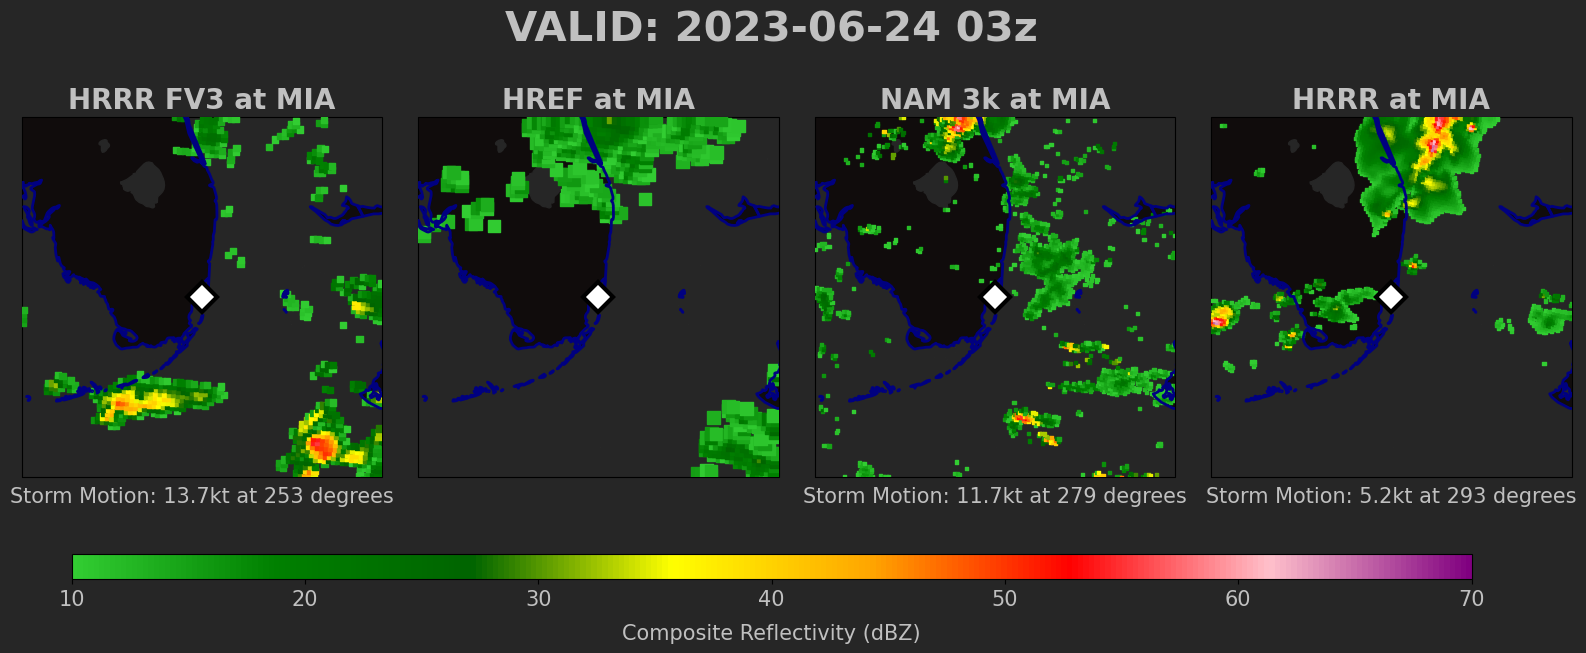 VALID: 2023-06-24 03z
HRRR FV3 at MIA
HREF at MIA
NAM 3k at MIA
HRRR at MIA
Storm Motion: 13.7kt at 253 degrees
Storm Motion: 11.7kt at 279 degrees
Storm Motion: 5.2kt at 293 degrees
10 20 30 40 50 60 70
Composite Reflectivity (dBZ)